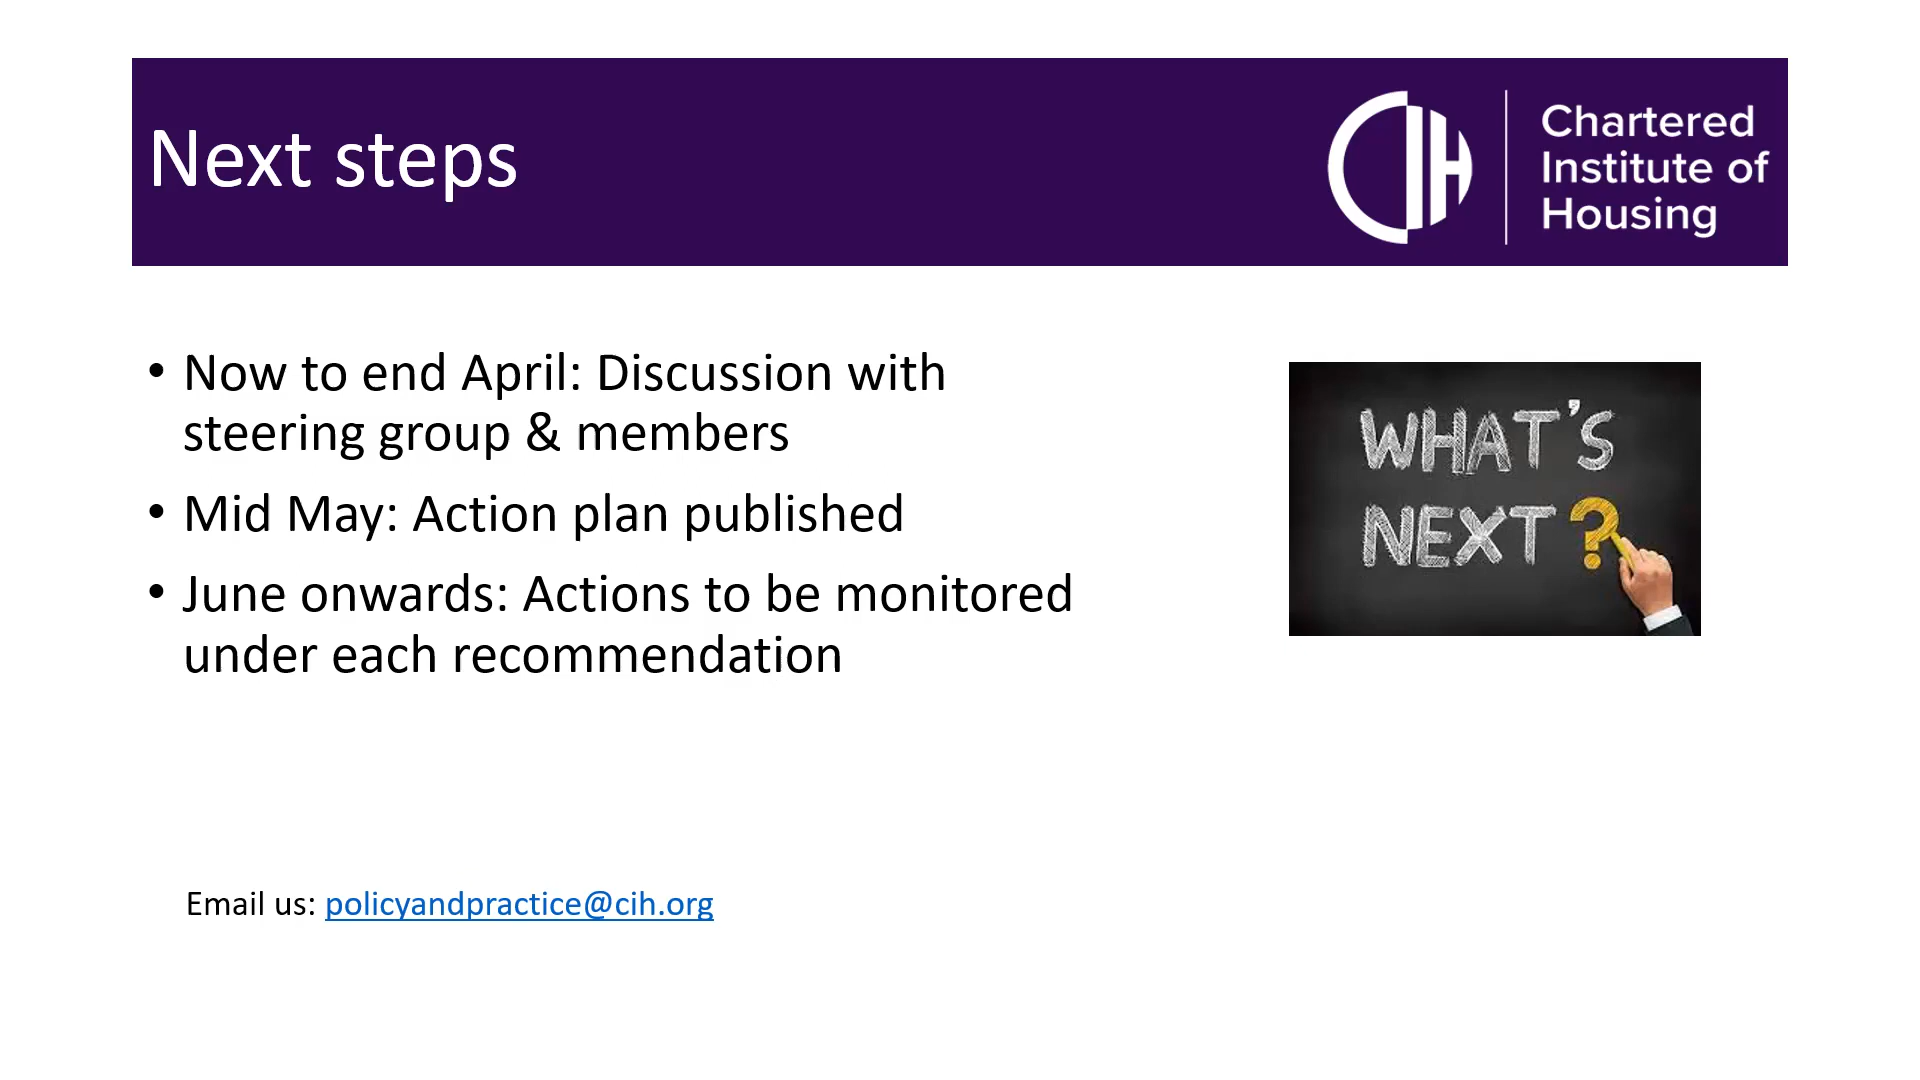 Next steps
CIH
Chartered
Institute of
Housing
• Now to end April: Discussion with
steering group & members
• Mid May: Action plan published
• June onwards: Actions to be monitored
under each recommendation
WHAT'S
NEXT ?
Email us: policyandpractice@cih.org